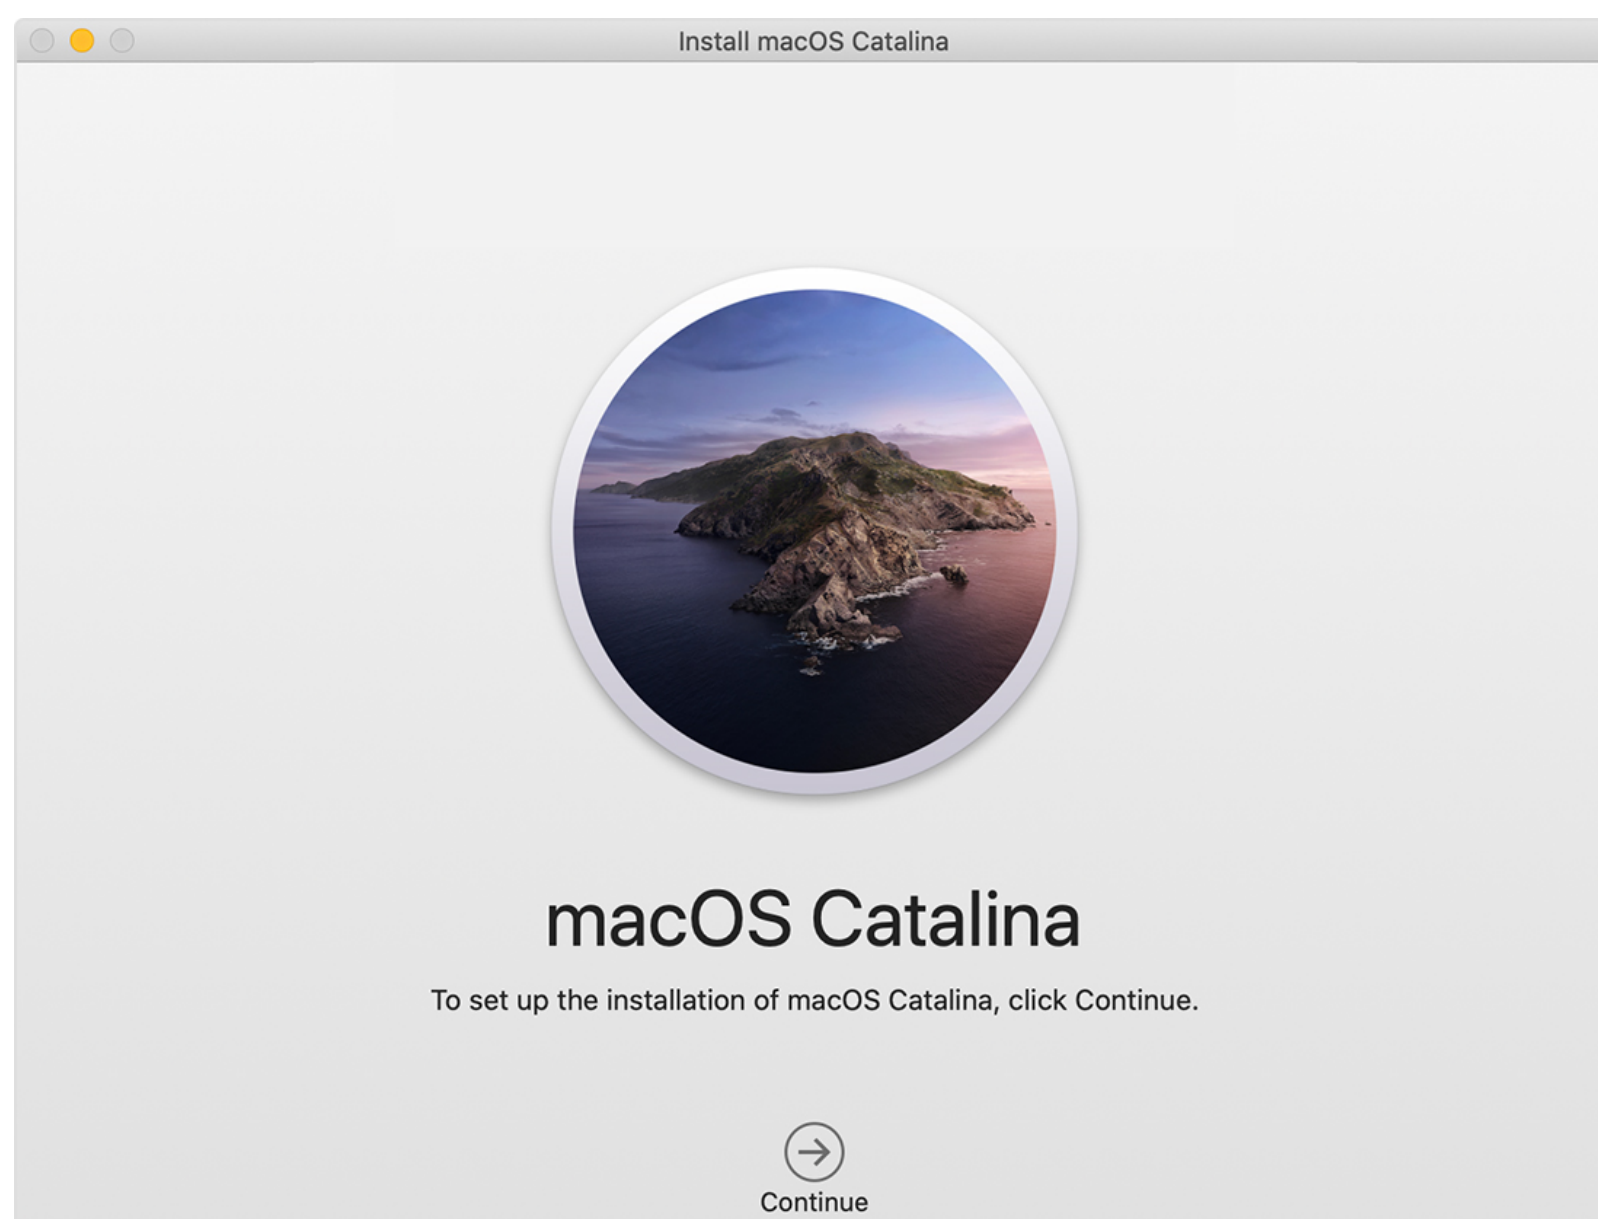 Install macOS Catalina
macOS Catalina
To set up the installation of macOS Catalina, click Continue.
Continue